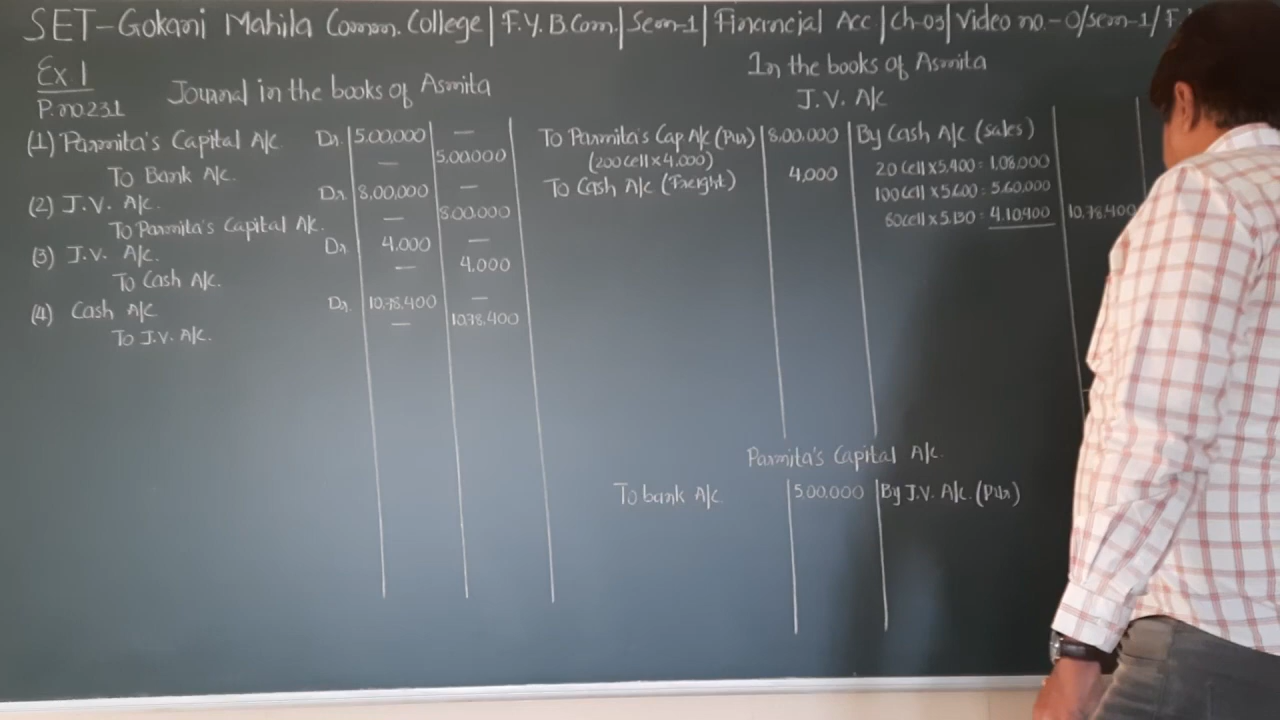 SET-Gokani Mahila Comm. College | F.Y.B.Com. | Sem-1 | Financial Acc | Ch-03 | Video no.-0/sem-1/F.
Ex.1
P.no231
Journal in the books of Asmita
(1) Parmita's Capital A/c. Dr. 5,00,000 —
To Bank A/c. — 5,00,000
(2) J.V. A/c. Dr. 8,00,000 —
To Parmita's Capital A/c. — 8,00,000
(3) J.V. A/c. Dr. 4,000 —
To Cash A/c. — 4,000
(4) Cash A/c Dr. 10,78,400 —
To J.V. A/c. — 10,78,400
In the books of Asmita
J.V. A/c
To Parmita's Cap A/c (Pur) 8,00,000 By Cash A/c (sales)
(200 Cell x 4,000) 20 Cell x 5,400 = 1,08,000
To Cash A/c (Freight) 4,000 100 Cell x 5,600 = 5,60,000
80 Cell x 5,130 = 4,10,400 10,78,400
Parmita's Capital A/c.
To bank A/c. 5,00,000 By J.V. A/c. (Pur)